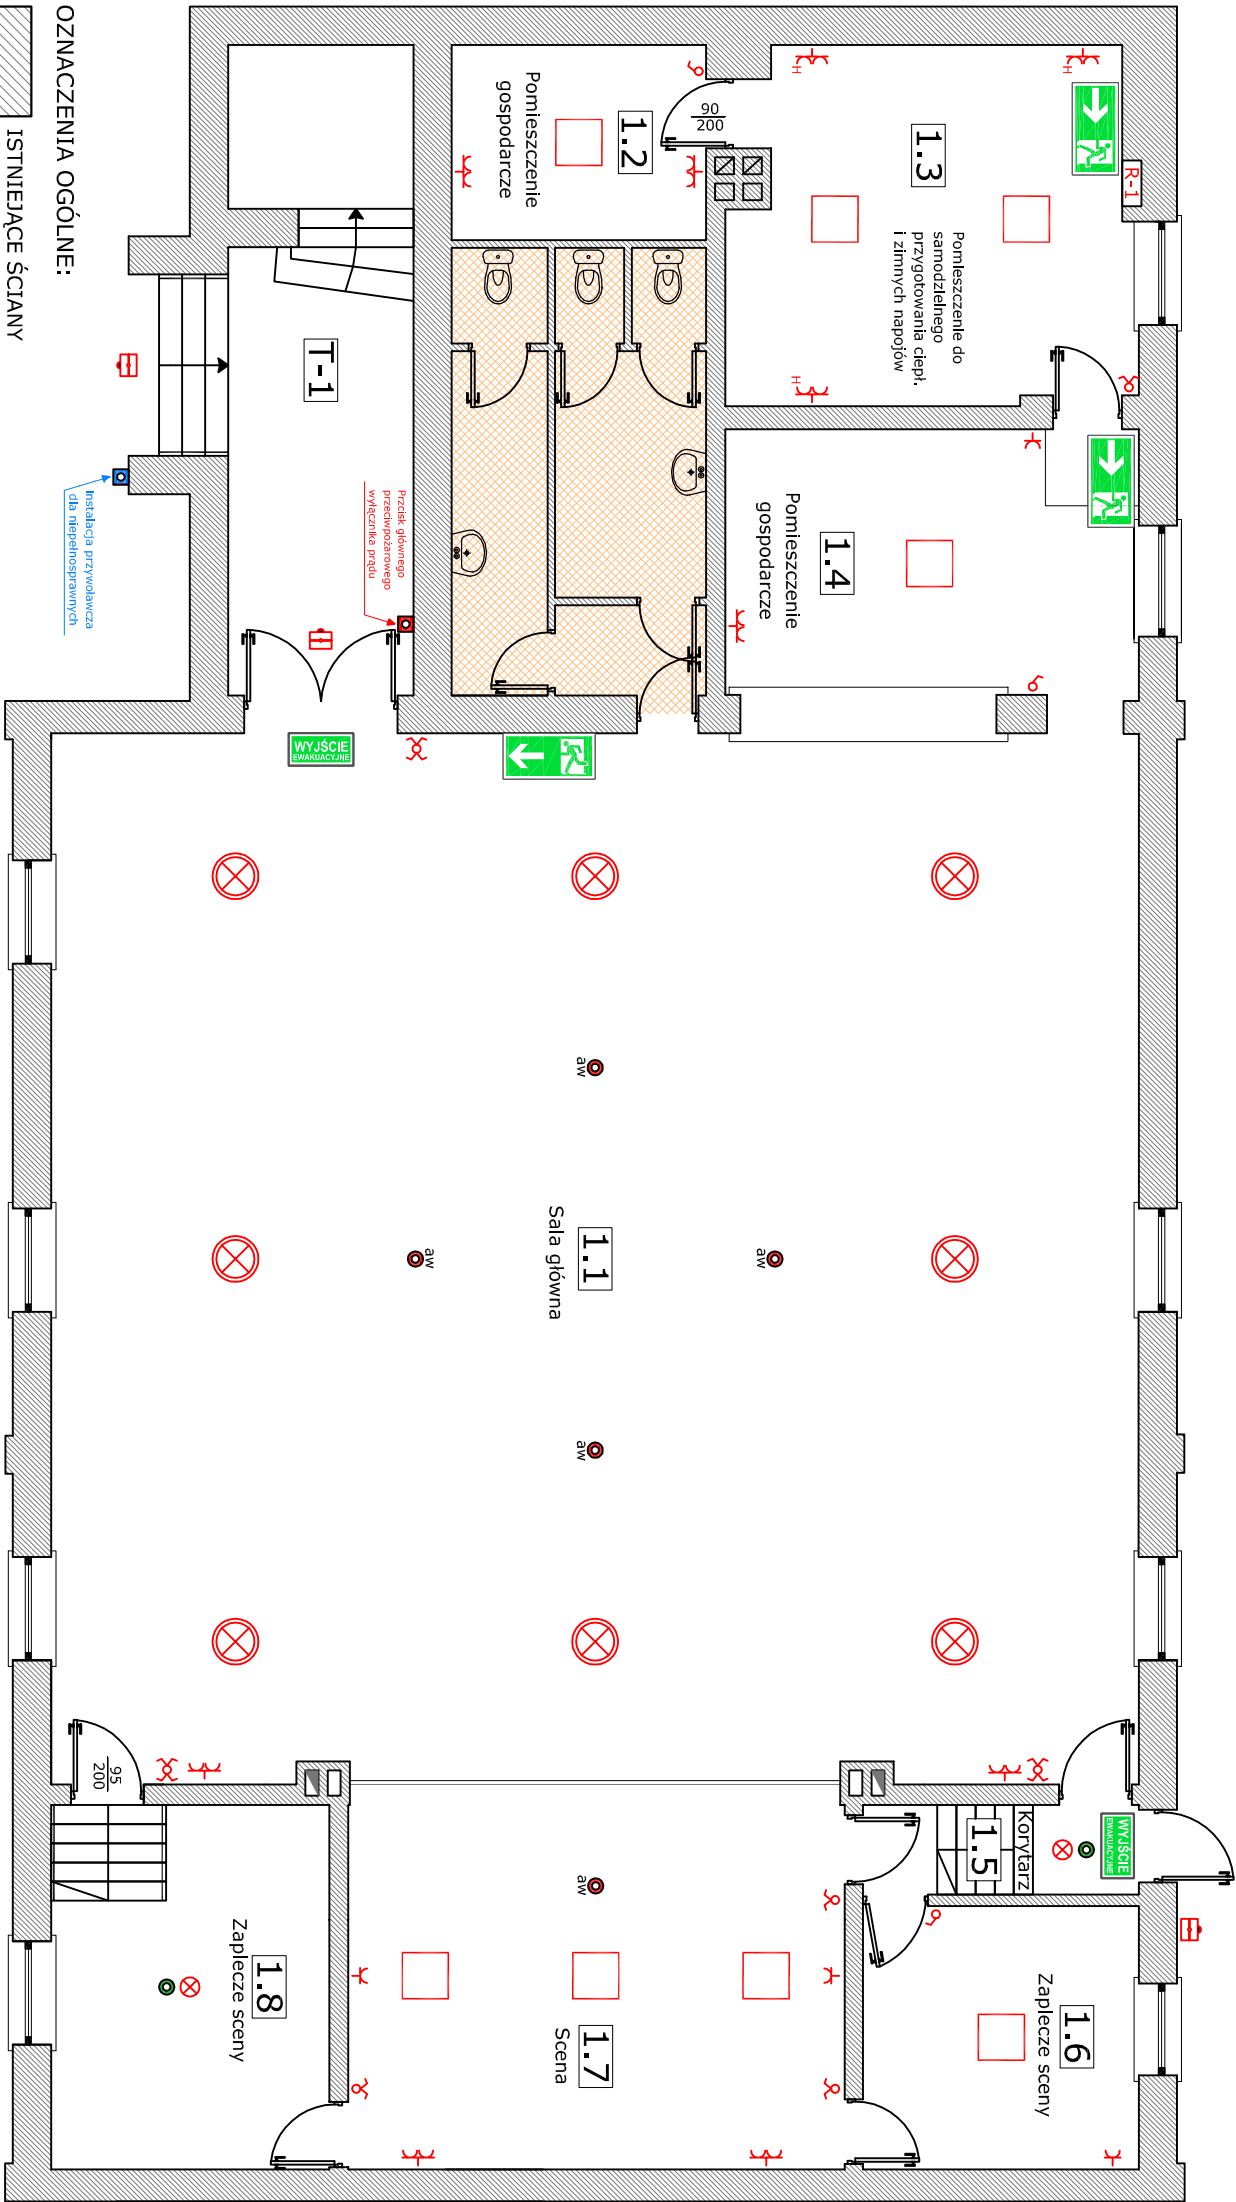 OZNACZENIA OGÓLNE:
ISTNIEJĄCE ŚCIANY
1.2
Pomieszczenie
gospodarcze
90
200
1.3
Pomieszczenie do
samodzielnego
przygotowania ciepł.
i zimnych napojów
H
H
H
R-1
T-1
1.4
Pomieszczenie
gospodarcze
Przcisk głównego
przeciwpożarowego
wyłącznika prądu
Instalacja przywoławcza
dla niepełnosprawnych
WYJŚCIE
EWAKUACYJNE
aw
aw
aw
aw
1.1
Sala główna
95
200
WYJŚCIE
EWAKUACYJNE
Korytarz
1.5
aw
1.6
Zaplecze sceny
1.7
Scena
1.8
Zaplecze sceny